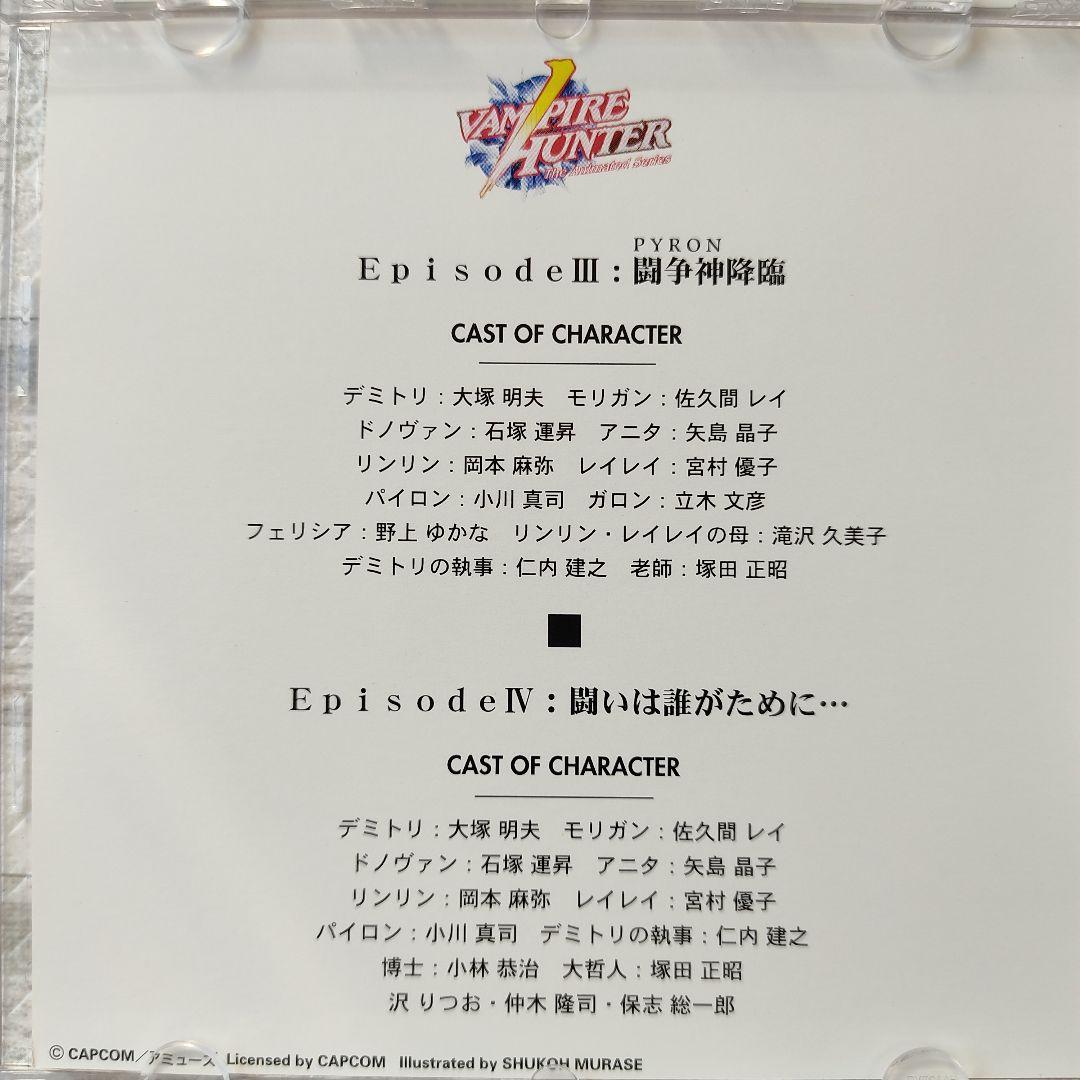 VAMPIRE
HUNTER
The Animated Series
PYRON
EpisodeⅢ：闘争神降臨
CAST OF CHARACTER
デミトリ：大塚 明夫　モリガン：佐久間 レイ
ドノヴァン：石塚 運昇　アニタ：矢島 晶子
リンリン：岡本 麻弥　レイレイ：宮村 優子
パイロン：小川 真司　ガロン：立木 文彦
フェリシア：野上 ゆかな　リンリン・レイレイの母：滝沢 久美子
デミトリの執事：仁内 建之　老師：塚田 正昭
EpisodeⅣ：闘いは誰がために…
CAST OF CHARACTER
デミトリ：大塚 明夫　モリガン：佐久間 レイ
ドノヴァン：石塚 運昇　アニタ：矢島 晶子
リンリン：岡本 麻弥　レイレイ：宮村 優子
パイロン：小川 真司　デミトリの執事：仁内 建之
博士：小林 恭治　大哲人：塚田 正昭
沢 りつお・仲木 隆司・保志 総一郎
© CAPCOM／アミューズ Licensed by CAPCOM Illustrated by SHUKOH MURASE